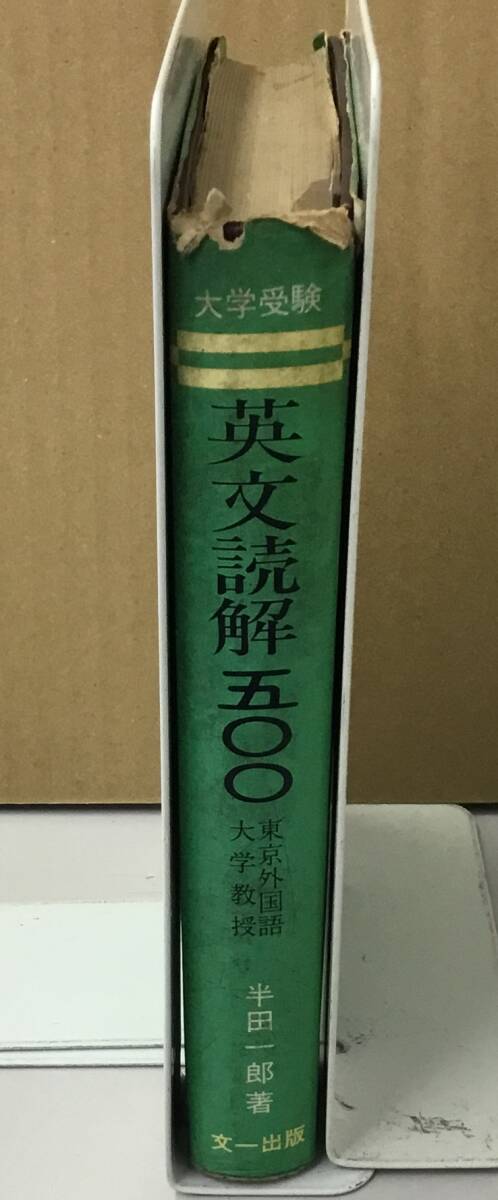 大学受験
英文読解五〇〇
東京外国語
大学教授
半田一郎著
文一出版